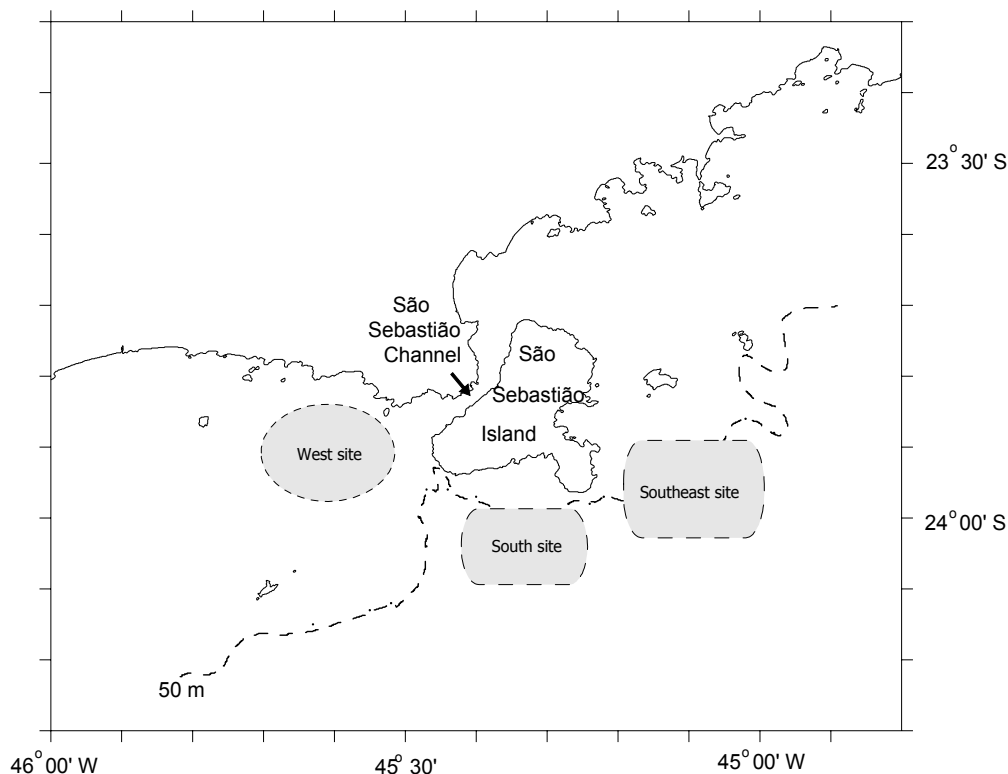 23° 30' S
São
Sebastião
Channel
São
Sebastião
Island
West site
Southeast site
24° 00' S
South site
50 m
46° 00' W
45° 30'
45° 00' W